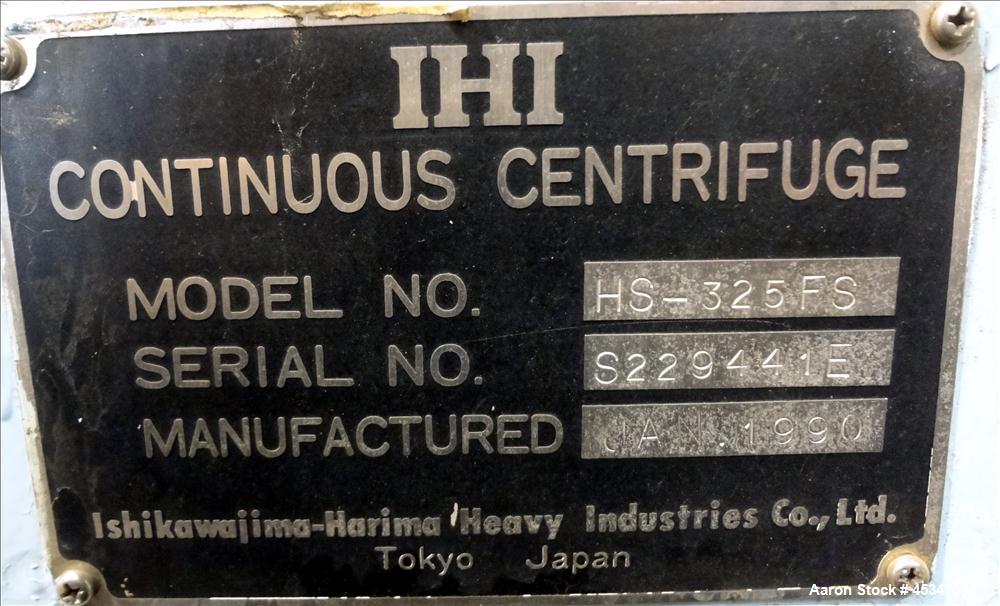 IHI
CONTINUOUS CENTRIFUGE
MODEL NO. HS-325FS
SERIAL NO. S229441E
MANUFACTURED JAN. 1990
Ishikawajima-Harima Heavy Industries Co., Ltd.
Tokyo Japan
Aaron Stock #